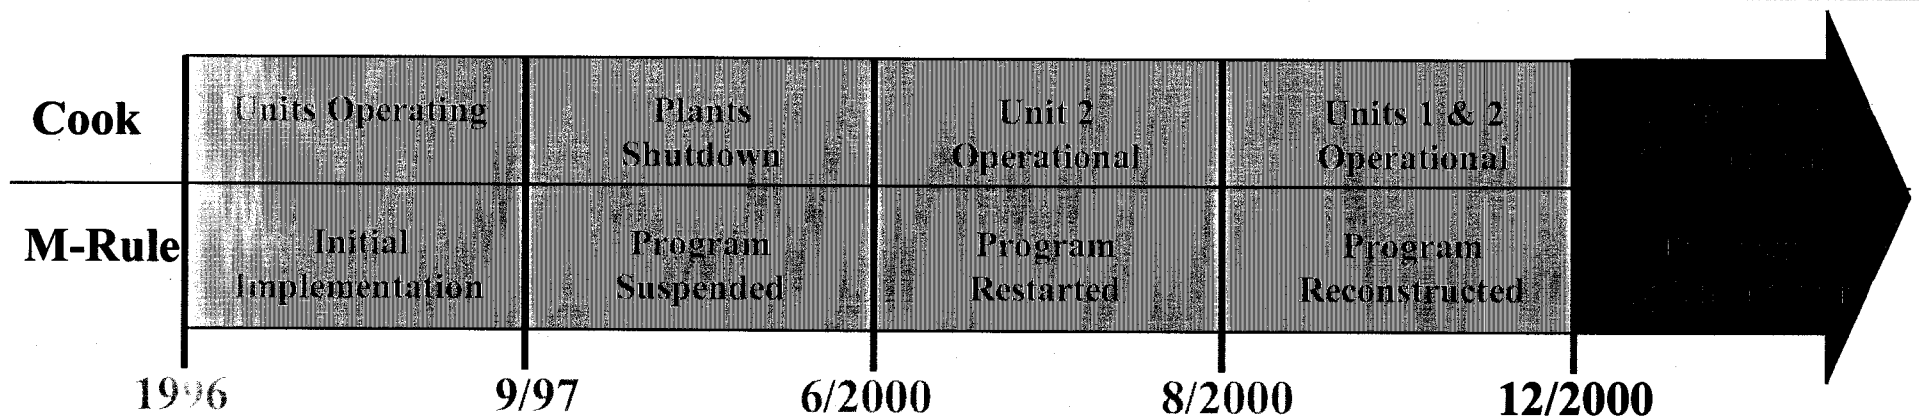 Cook
Units Operating
Plants
Shutdown
Unit 2
Operational
Units 1 & 2
Operational
M-Rule
Initial
Implementation
Program
Suspended
Program
Restarted
Program
Reconstructed
1996
9/97
6/2000
8/2000
12/2000